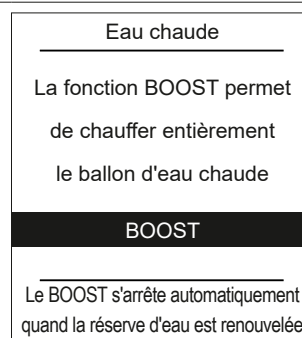 Eau chaude
La fonction BOOST permet
de chauffer entièrement
le ballon d'eau chaude
BOOST
Le BOOST s'arrête automatiquement
quand la réserve d'eau est renouvelée